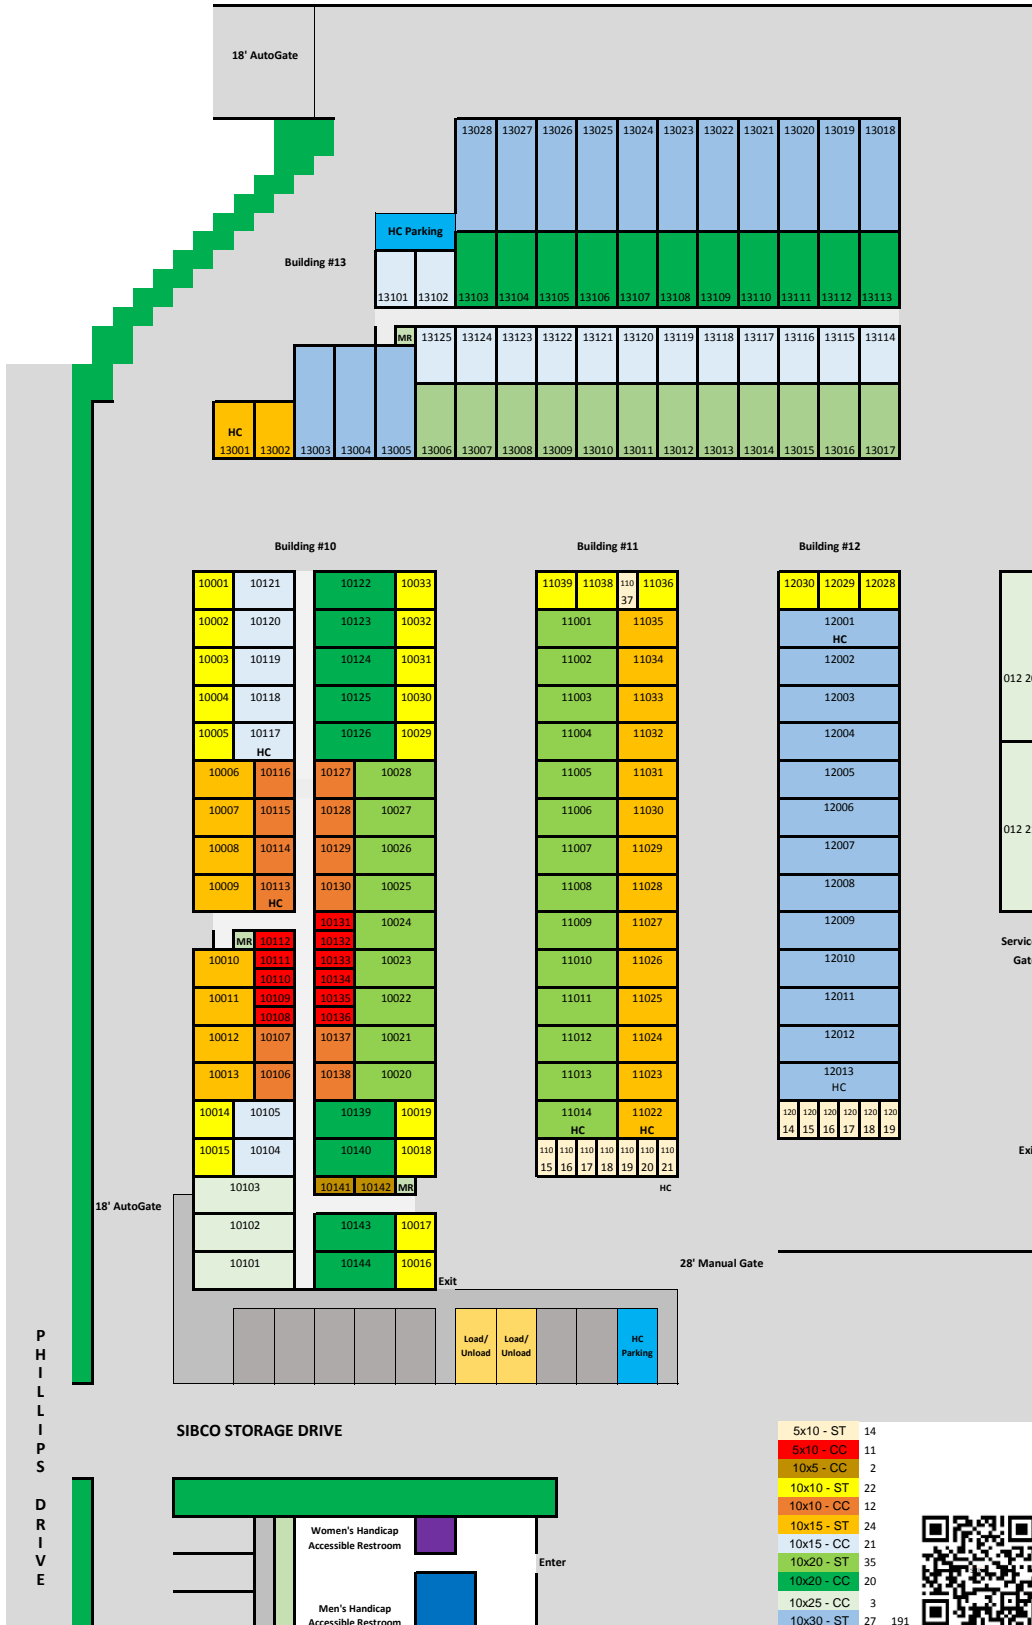 18' AutoGate
13028 13027 13026 13025 13024 13023 13022 13021 13020 13019 13018
HC Parking
Building #13
13101 13102 13103 13104 13105 13106 13107 13108 13109 13110 13111 13112 13113
MR 13125 13124 13123 13122 13121 13120 13119 13118 13117 13116 13115 13114
HC
13001 13002 13003 13004 13005 13006 13007 13008 13009 13010 13011 13012 13013 13014 13015 13016 13017
Building #10 Building #11 Building #12
10001 10121 10122 10033 11039 11038 110 11036 12030 12029 12028
37
10002 10120 10123 10032 11001 11035 12001
HC
10003 10119 10124 10031 11002 11034 12002
10004 10118 10125 10030 11003 11033 12003
10005 10117 10126 10029 11004 11032 12004
HC
10006 10116 10127 10028 11005 11031 12005
10007 10115 10128 10027 11006 11030 12006
10008 10114 10129 10026 11007 11029 12007
10009 10113 10130 10025 11008 11028 12008
HC
10131 10024 11009 11027 12009
MR 10112 10132
10010 10111 10133 10023 11010 11026 12010
10110 10134
10011 10109 10135 10022 11011 11025 12011
10108 10136
10012 10107 10137 10021 11012 11024 12012
10013 10106 10138 10020 11013 11023 12013
HC
10014 10105 10139 10019 11014 11022 120 120 120 120 120 120
HC HC 14 15 16 17 18 19
10015 10104 10140 10018 110 110 110 110 110 110 110
15 16 17 18 19 20 21
10103 10141 10142 MR HC
18' AutoGate
10102 10143 10017
10101 10144 10016 28' Manual Gate
Exit
Load/ Load/ HC
Unload Unload Parking
PHILLIPS DRIVE
SIBCO STORAGE DRIVE
5x10 - ST 14
5x10 - CC 11
10x5 - CC 2
10x10 - ST 22
10x10 - CC 12
10x15 - ST 24
10x15 - CC 21
10x20 - ST 35
10x20 - CC 20
10x25 - CC 3
10x30 - ST 27 191
Women's Handicap
Accessible Restroom
Enter
Men's Handicap
Accessible Restroom